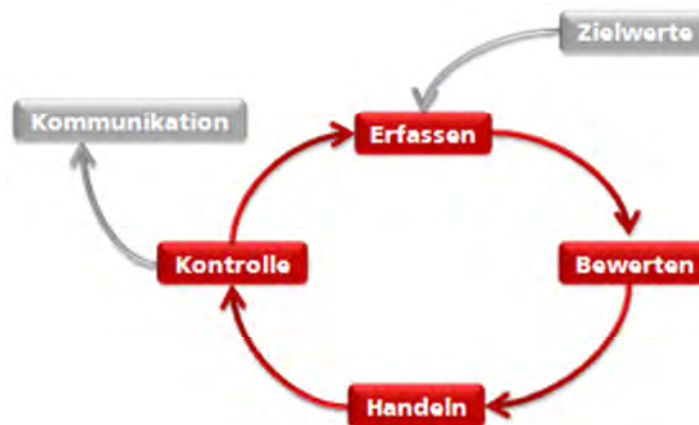 Zielwerte
Kommunikation
Erfassen
Kontrolle
Bewerten
Handeln